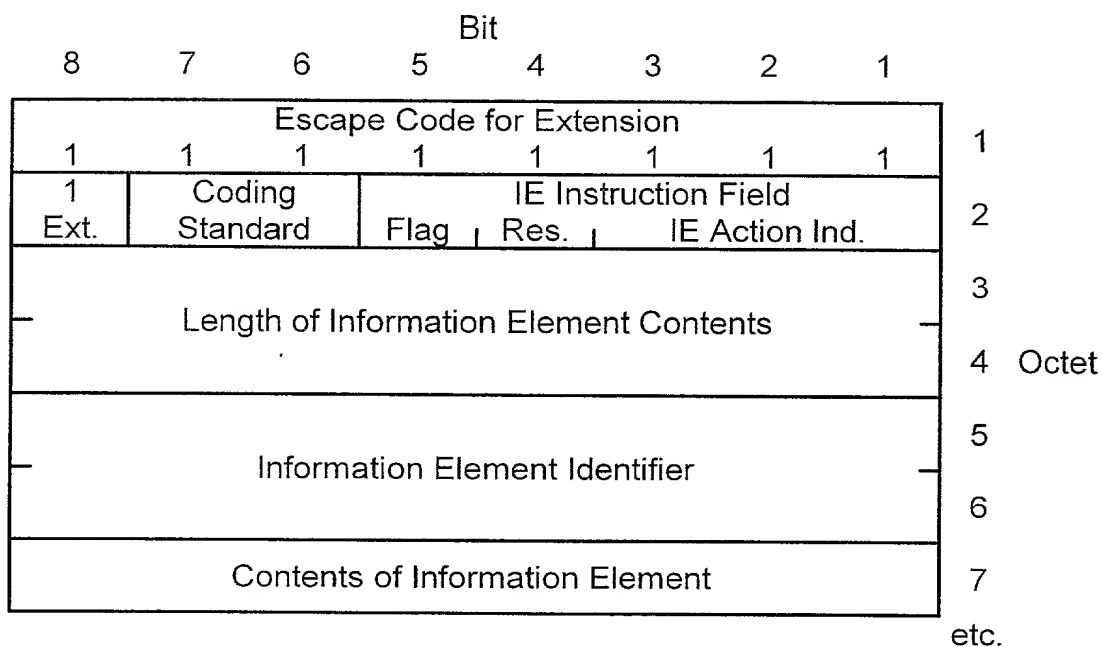 Bit
8 7 6 5 4 3 2 1
Escape Code for Extension
1 1 1 1 1 1 1 1
1
1 Coding IE Instruction Field
Ext. Standard Flag Res. IE Action Ind.
2
3
Length of Information Element Contents
4 Octet
5
Information Element Identifier
6
Contents of Information Element 7
etc.